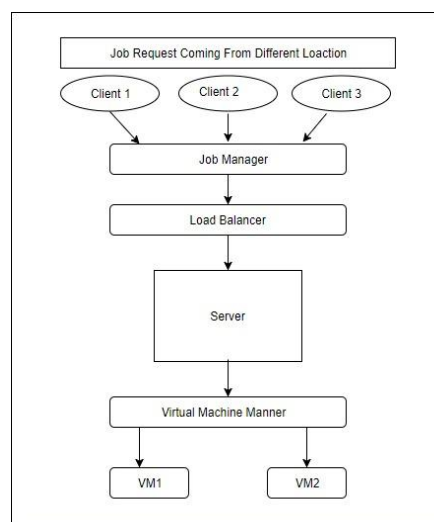 Job Request Coming From Different Loaction
Client 1 Client 2 Client 3
Job Manager
Load Balancer
Server
Virtual Machine Manner
VM1 VM2